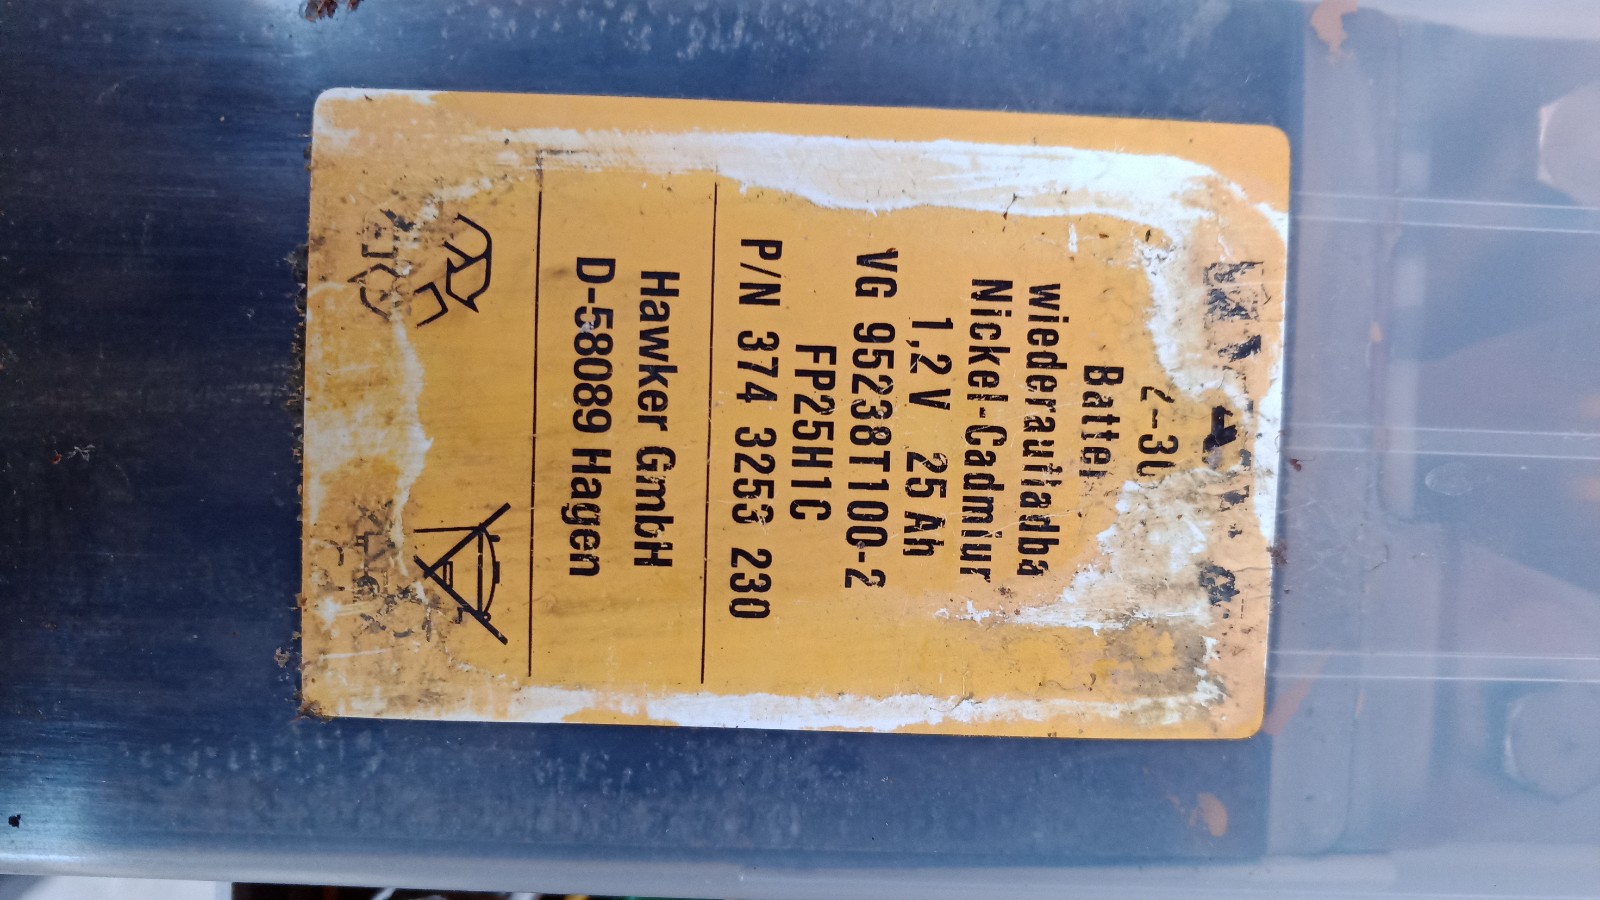 Batter
wiederaufladba
Nickel-Cadmiur
1,2 V 25 Ah
VG 95238T100-2
FP25H1C
P/N 374 3253 230
Hawker GmbH
D-58089 Hagen